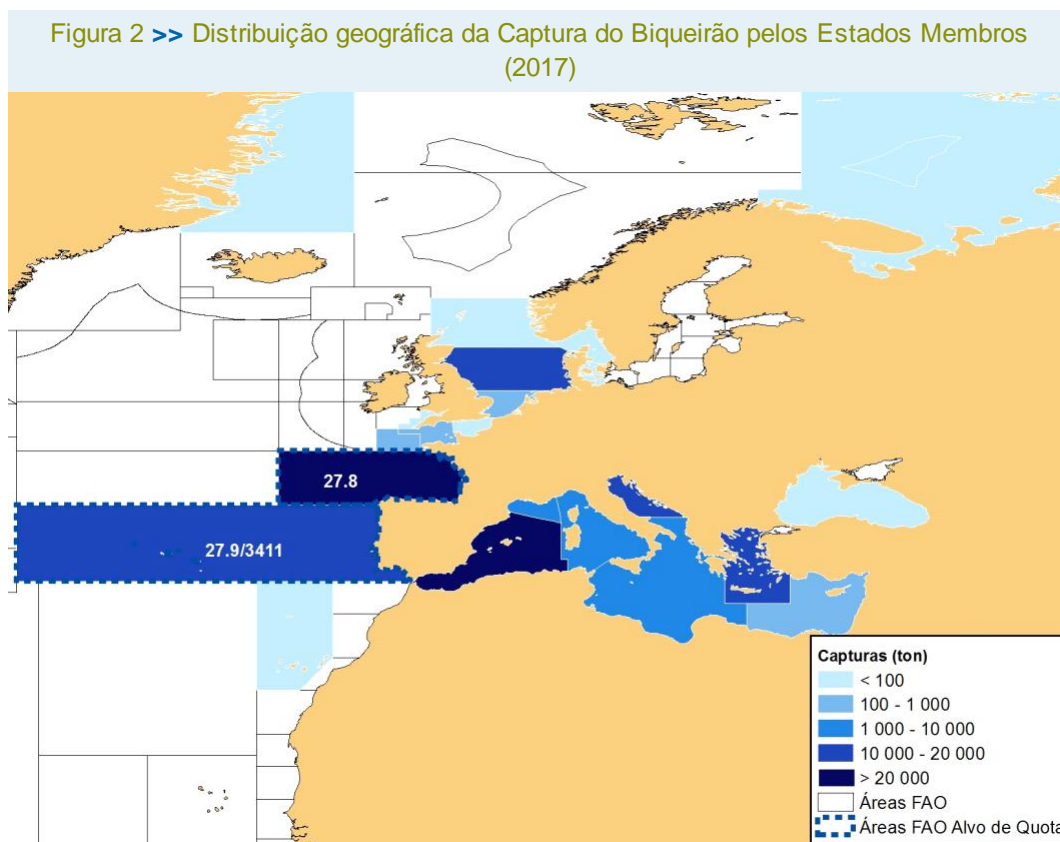 Figura 2 >> Distribuição geográfica da Captura do Biqueirão pelos Estados Membros
(2017)
27.8
27.9/3411
Capturas (ton)
< 100
100 - 1 000
1 000 - 10 000
10 000 - 20 000
> 20 000
Áreas FAO
Áreas FAO Alvo de Quota